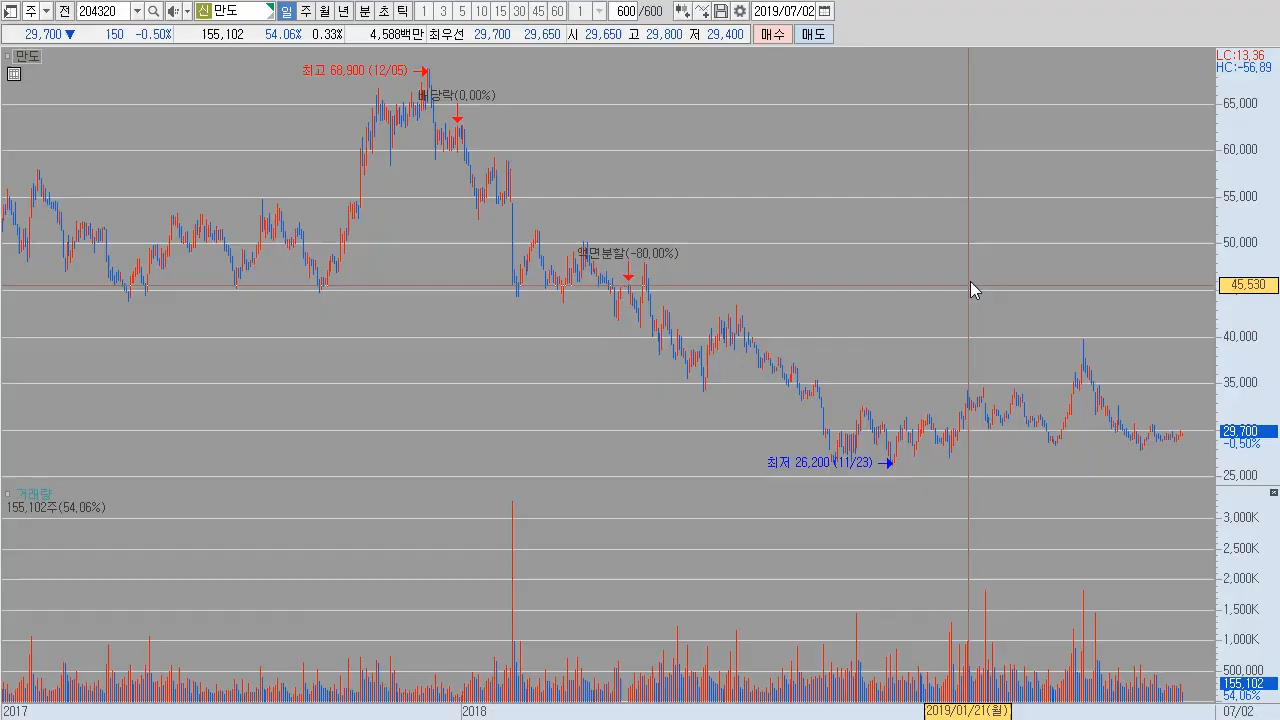 주 전 204320 신 만도 일 주 월 년 분 초 틱 1 3 5 10 15 30 45 60 1 600 /600 2019/07/02
29,700 ▼ 150 -0.50% 155,102 54.06% 0.33% 4,588백만 최우선 29,700 29,650 시 29,650 고 29,800 저 29,400 매수 매도
만도
LC:13,36
HC:-56,89
최고 68,900 (12/05)
배당락(0,00%)
65,000
60,000
55,000
50,000
액면분할(-80,00%)
45,530
40,000
35,000
29,700
-0,50%
최저 26,200 (11/23)
25,000
거래량
155,102주(54,06%)
3,000K
2,500K
2,000K
1,500K
1,000K
500,000
155,102
54,06%
2017 2018 2019/01/21(월) 07/02